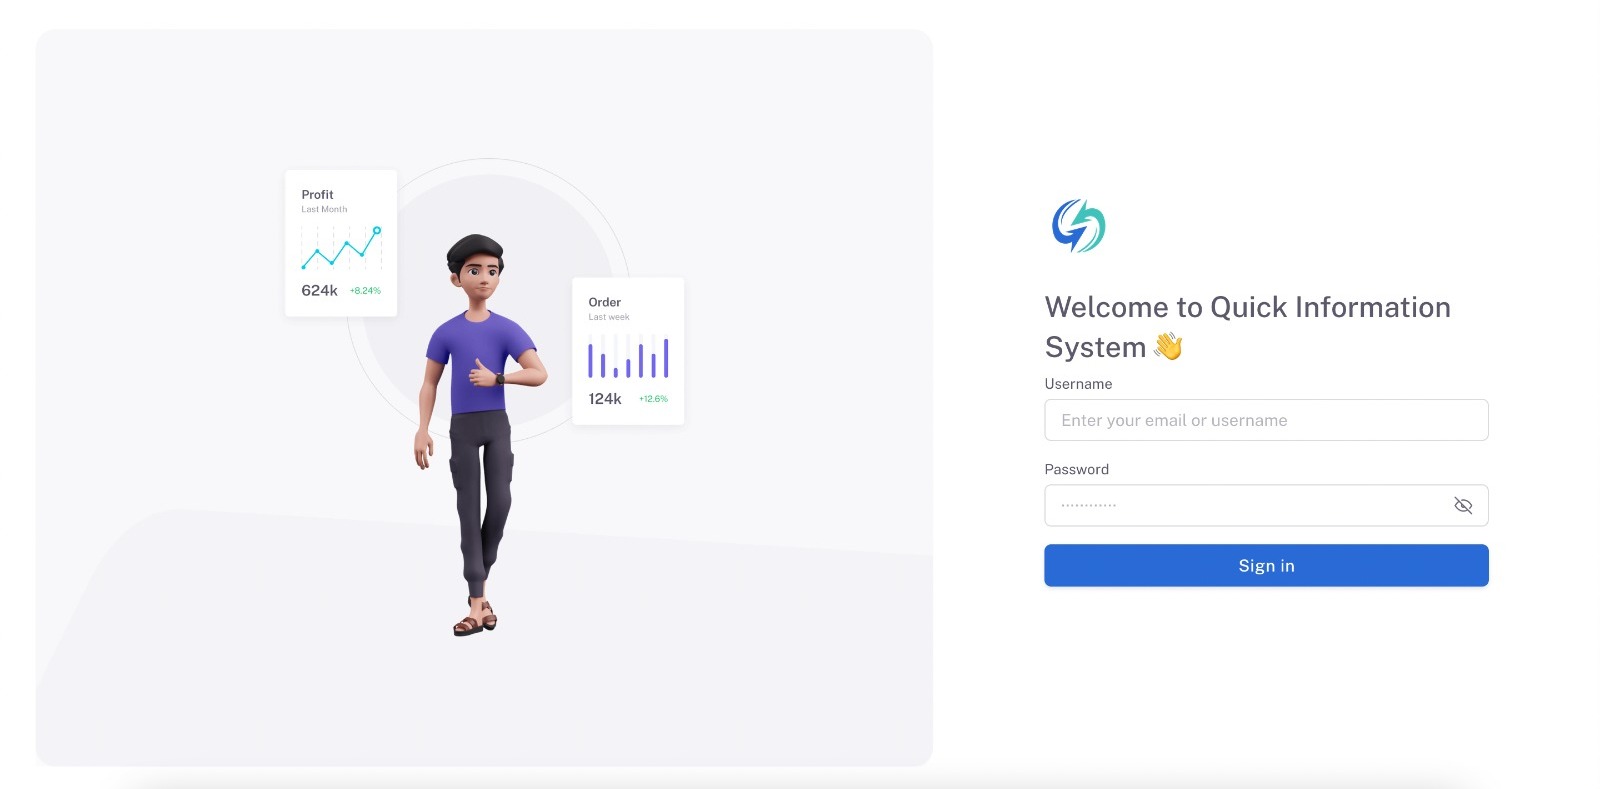 Profit
Last Month
624k +8.24%
Order
Last week
124k +12.6%
Welcome to Quick Information
System 👋
Username
Enter your email or username
Password
············
Sign in